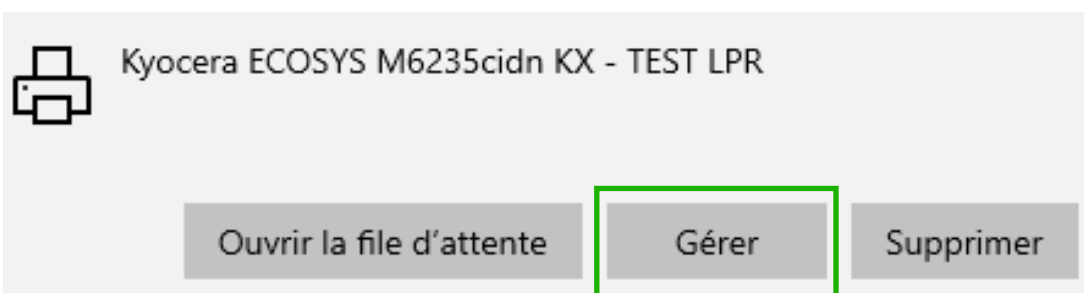 Kyocera ECOSYS M6235cidn KX - TEST LPR
Ouvrir la file d’attente Gérer Supprimer